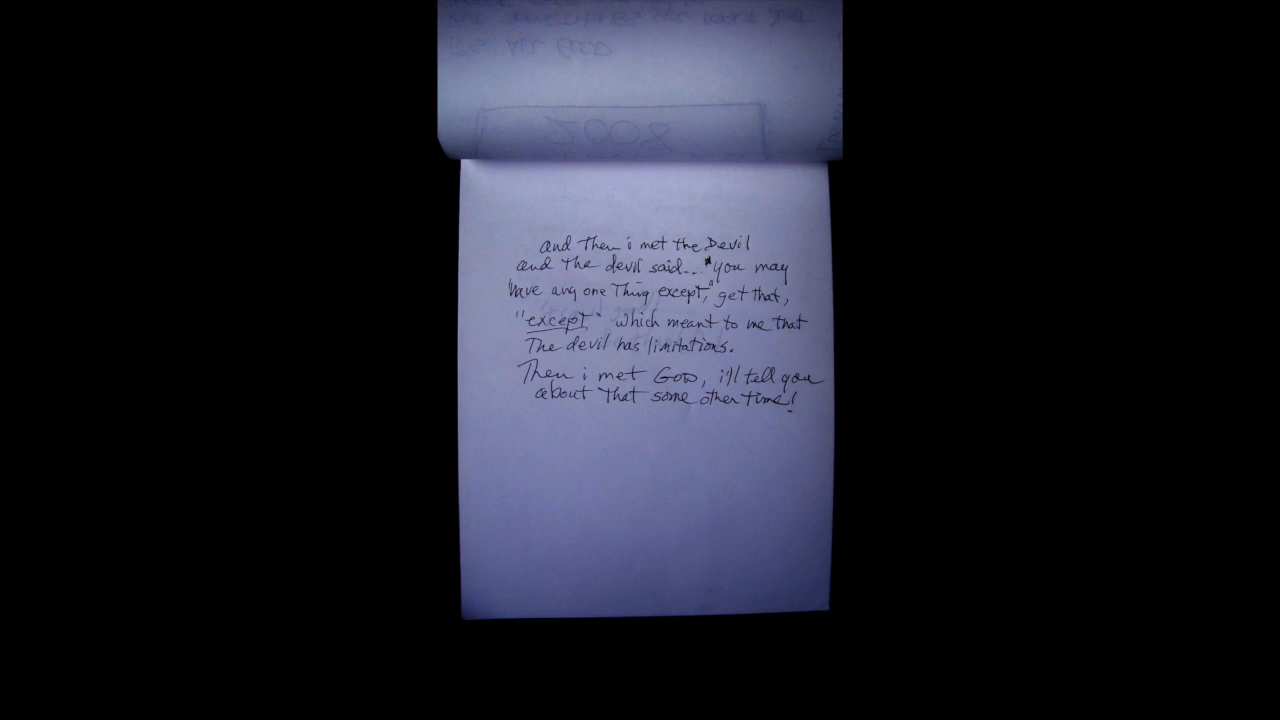 2008
and Then i met the Devil
and The devil said... "you may
have any one Thing except," get that,
"except" which meant to me that
The devil has limitations.
Then i met GOD, i'll tell you
about That some other time!